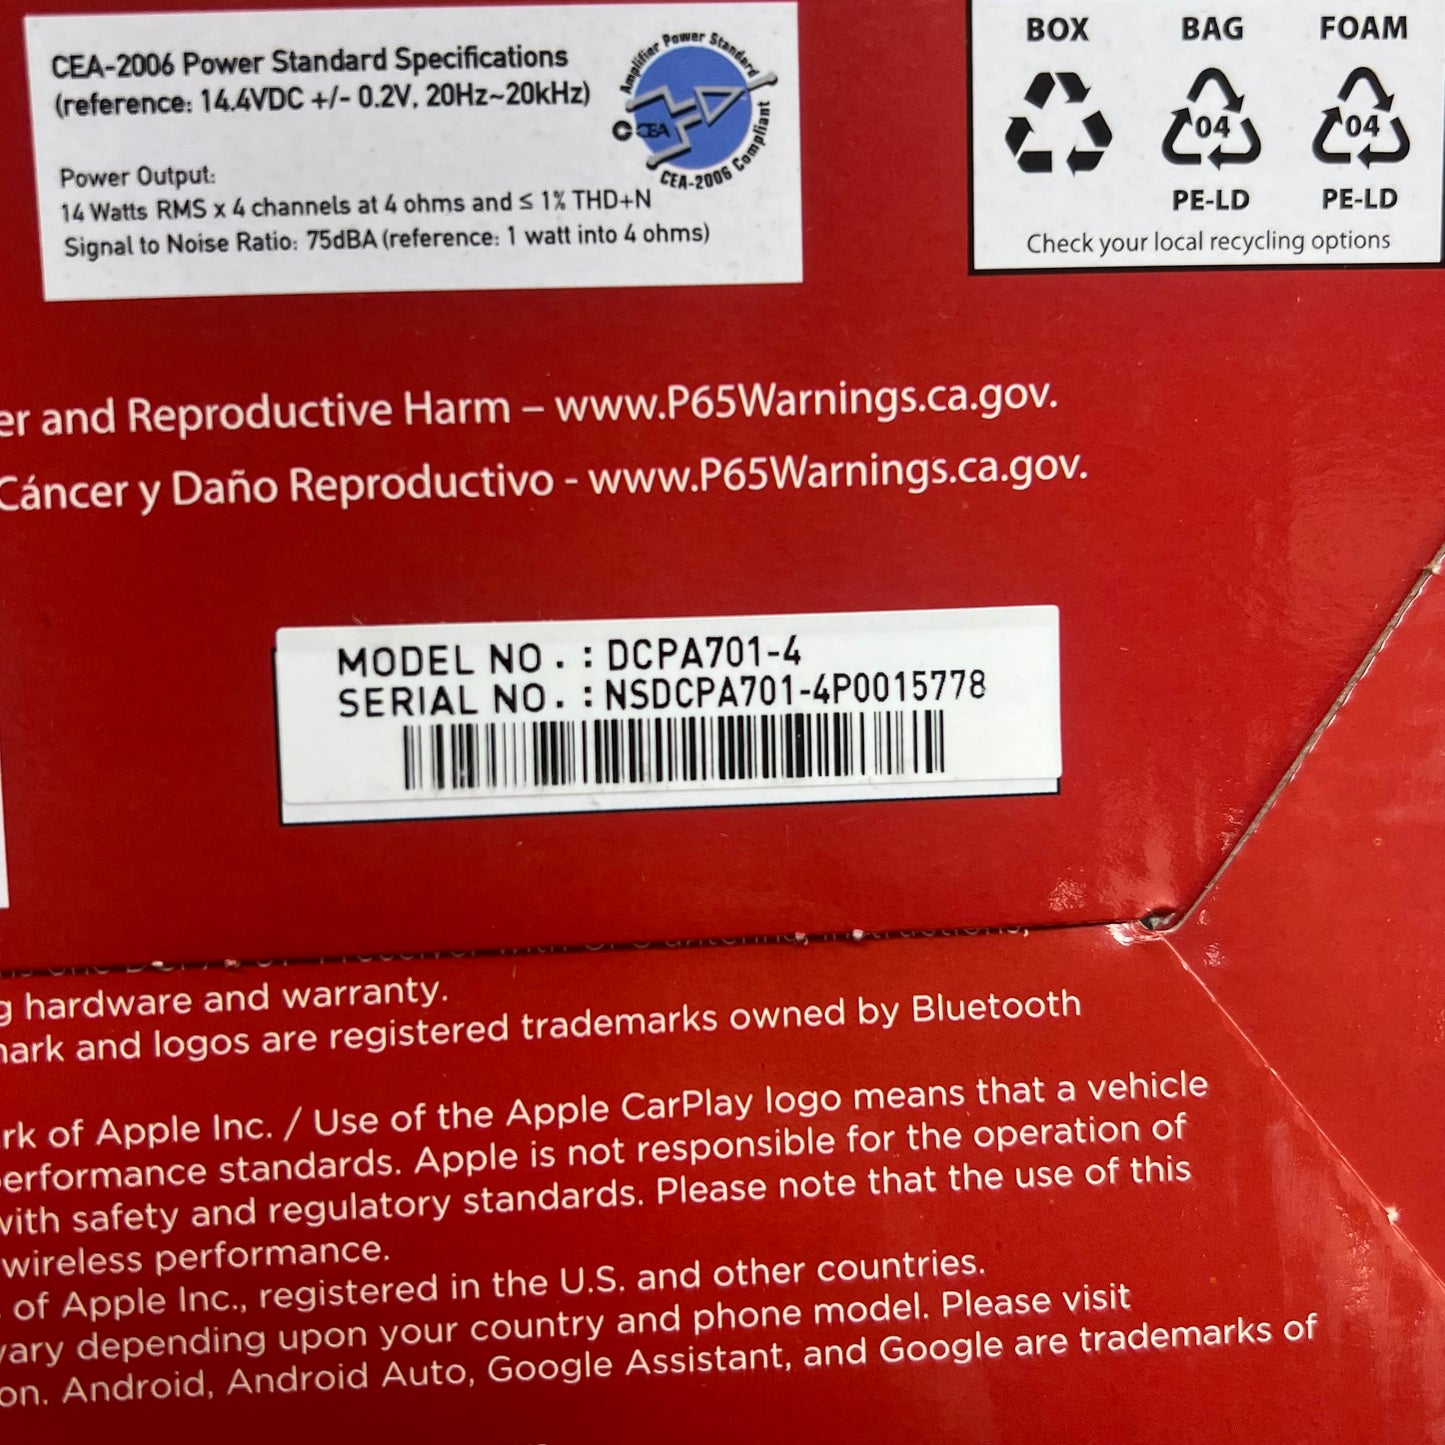 CEA-2006 Power Standard Specifications
(reference: 14.4VDC +/- 0.2V, 20Hz~20kHz)
Amplifier Power Standard
CEA
CEA-2006 Compliant
Power Output:
14 Watts RMS x 4 channels at 4 ohms and ≤ 1% THD+N
Signal to Noise Ratio: 75dBA (reference: 1 watt into 4 ohms)
BOX BAG FOAM
04 04
PE-LD PE-LD
Check your local recycling options
er and Reproductive Harm – www.P65Warnings.ca.gov.
Cáncer y Daño Reproductivo - www.P65Warnings.ca.gov.
MODEL NO.: DCPA701-4
SERIAL NO.: NSDCPA701-4P0015778
g hardware and warranty.
ark and logos are registered trademarks owned by Bluetooth
rk of Apple Inc. / Use of the Apple CarPlay logo means that a vehicle
erformance standards. Apple is not responsible for the operation of
with safety and regulatory standards. Please note that the use of this
wireless performance.
of Apple Inc., registered in the U.S. and other countries.
vary depending upon your country and phone model. Please visit
on. Android, Android Auto, Google Assistant, and Google are trademarks of